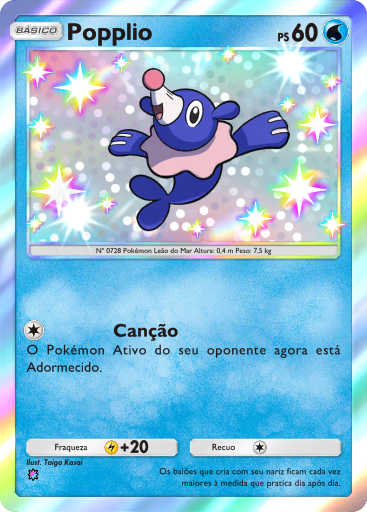 BÁSICO Popplio PS 60
N° 0728 Pokémon Leão do Mar Altura: 0,4 m Peso: 7,5 kg
Canção
O Pokémon Ativo do seu oponente agora está
Adormecido.
Fraqueza +20 Recuo
Ilust. Taiga Kasai
Os balões que cria com seu nariz ficam cada vez
maiores à medida que pratica dia após dia.